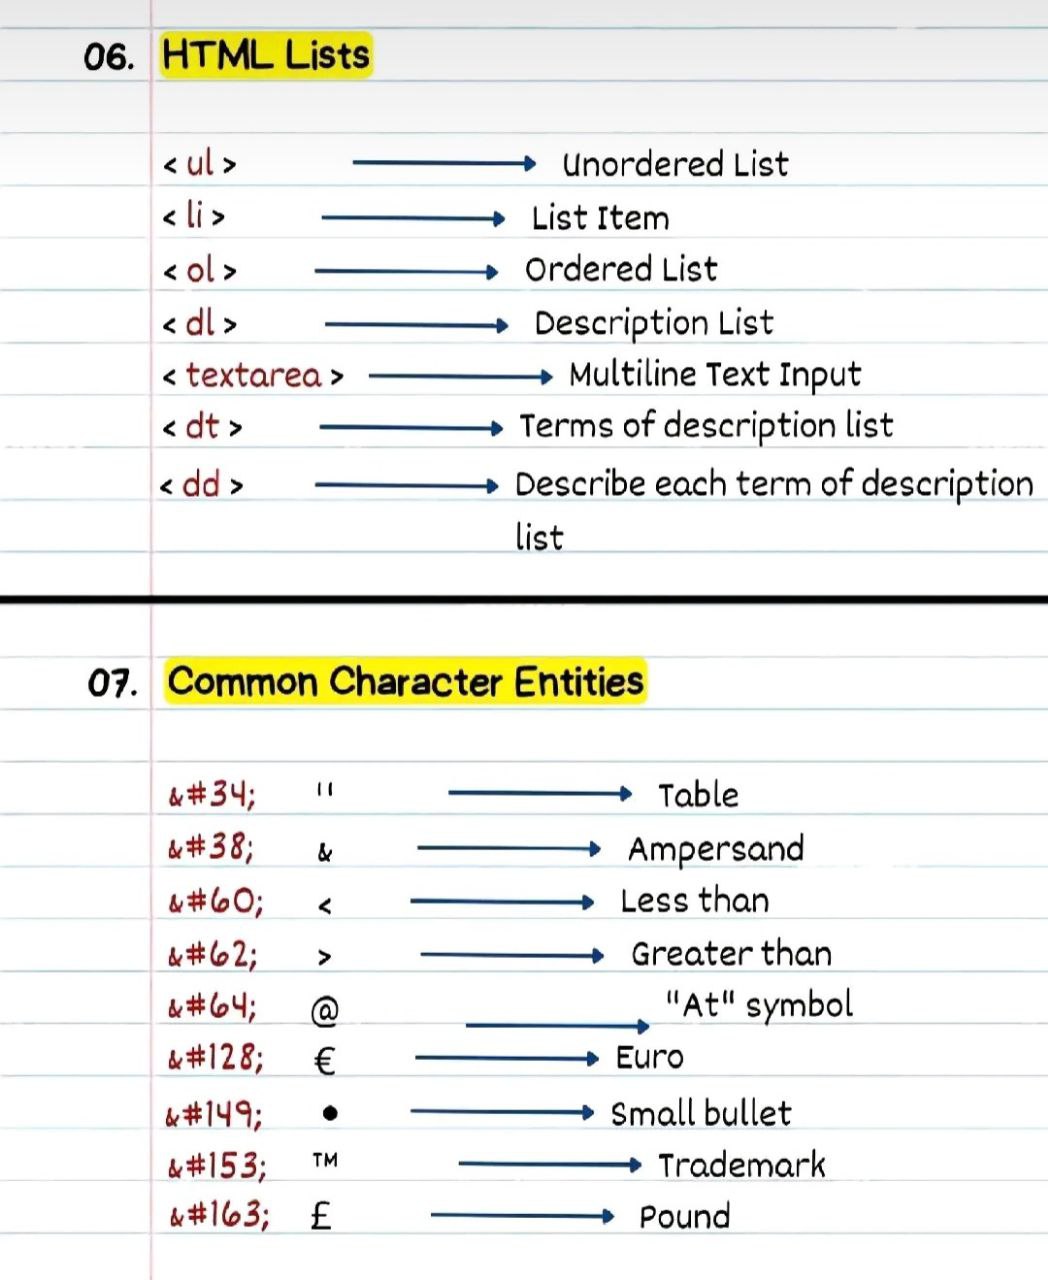 06. HTML Lists
< ul > Unordered List
< li > List Item
< ol > Ordered List
< dl > Description List
< textarea > Multiline Text Input
< dt > Terms of description list
< dd > Describe each term of description
list
07. Common Character Entities
&#34; " Table
&#38; & Ampersand
&#60; < Less than
&#62; > Greater than
&#64; @ "At" symbol
&#128; € Euro
&#149; • Small bullet
&#153; ™ Trademark
&#163; £ Pound